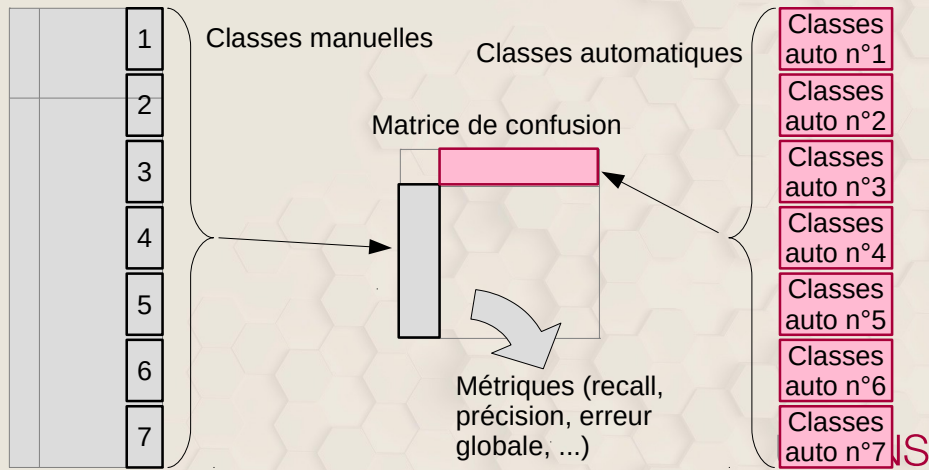 1
Classes manuelles
Classes automatiques
Classes
auto n°1
2
Classes
auto n°2
Matrice de confusion
3
Classes
auto n°3
4
Classes
auto n°4
5
Classes
auto n°5
6
Classes
auto n°6
Métriques (recall,
précision, erreur
globale, ...)
7
Classes
auto n°7